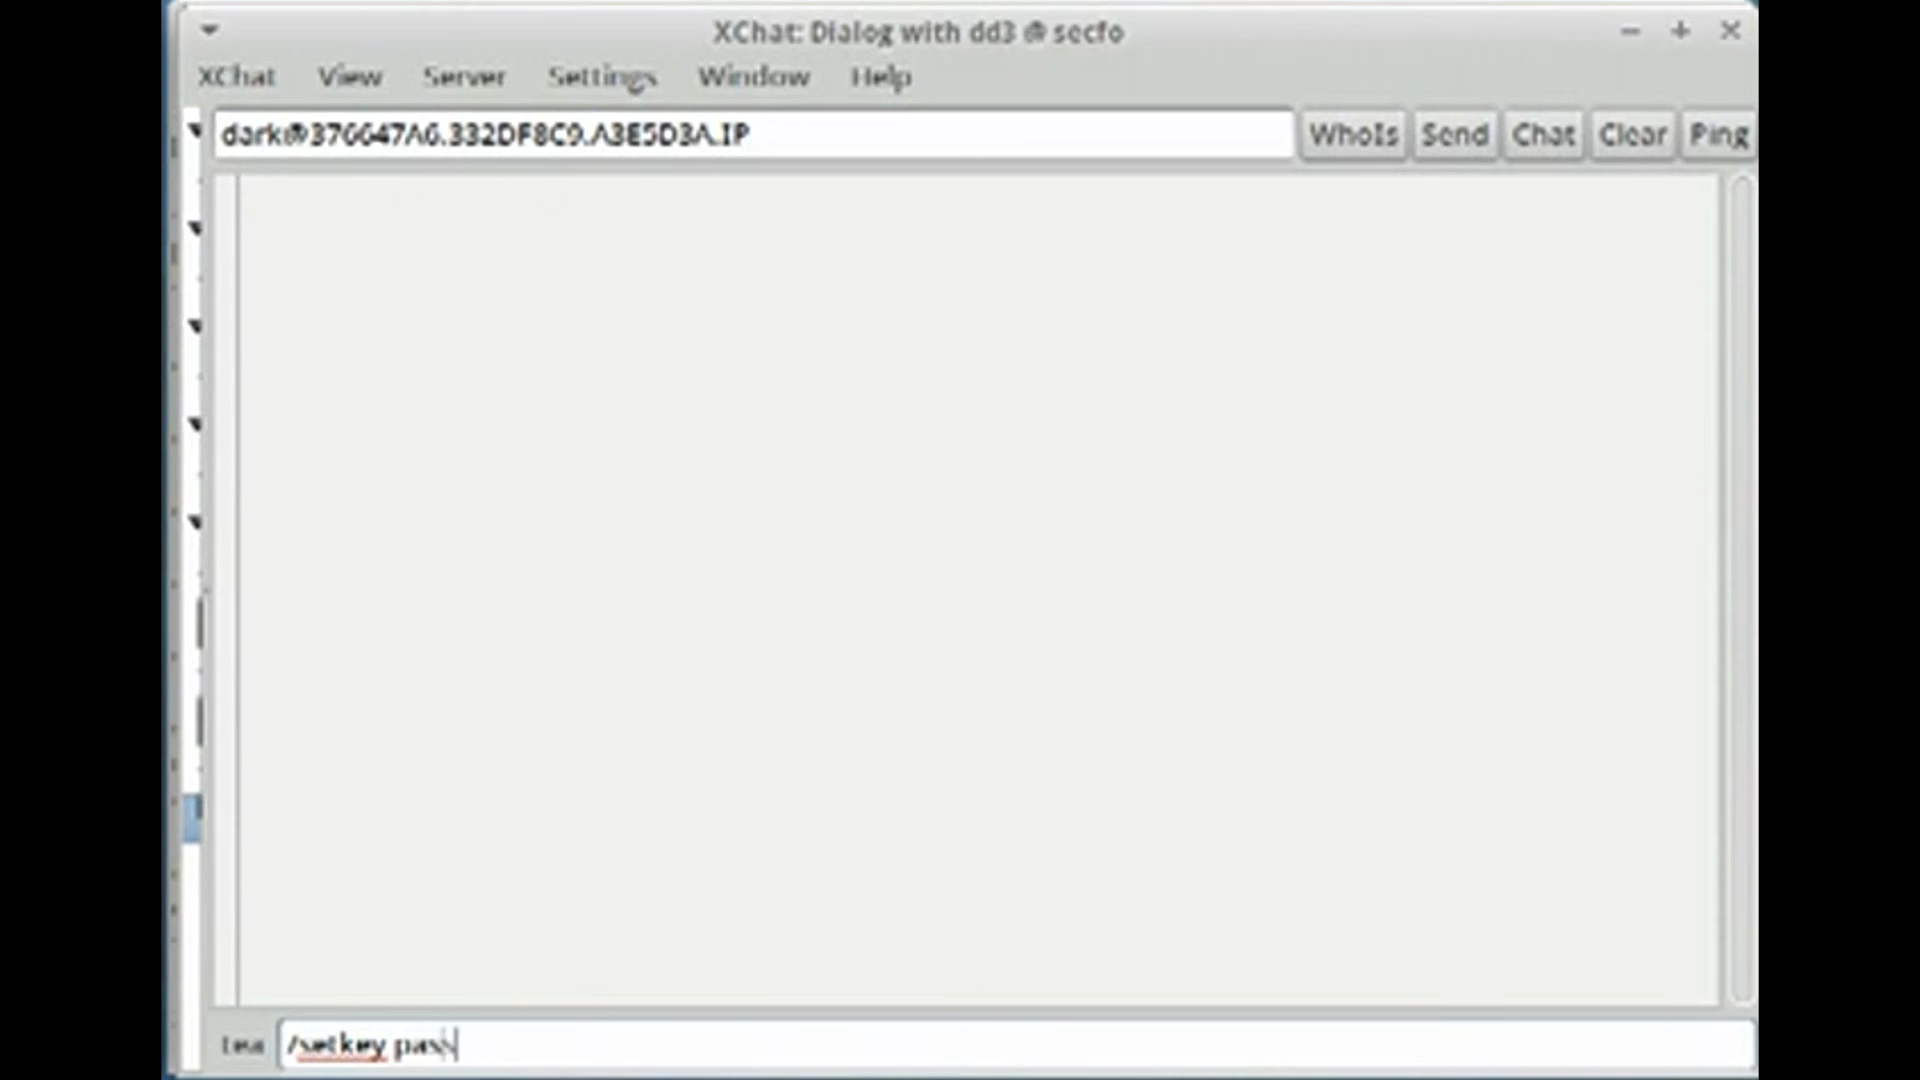 XChat: Dialog with dd3 @ secfo
XChat View Server Settings Window Help
dark@376647A6.332DF8C9.A3E5D3A.IP WhoIs Send Chat Clear Ping
/setkey pass